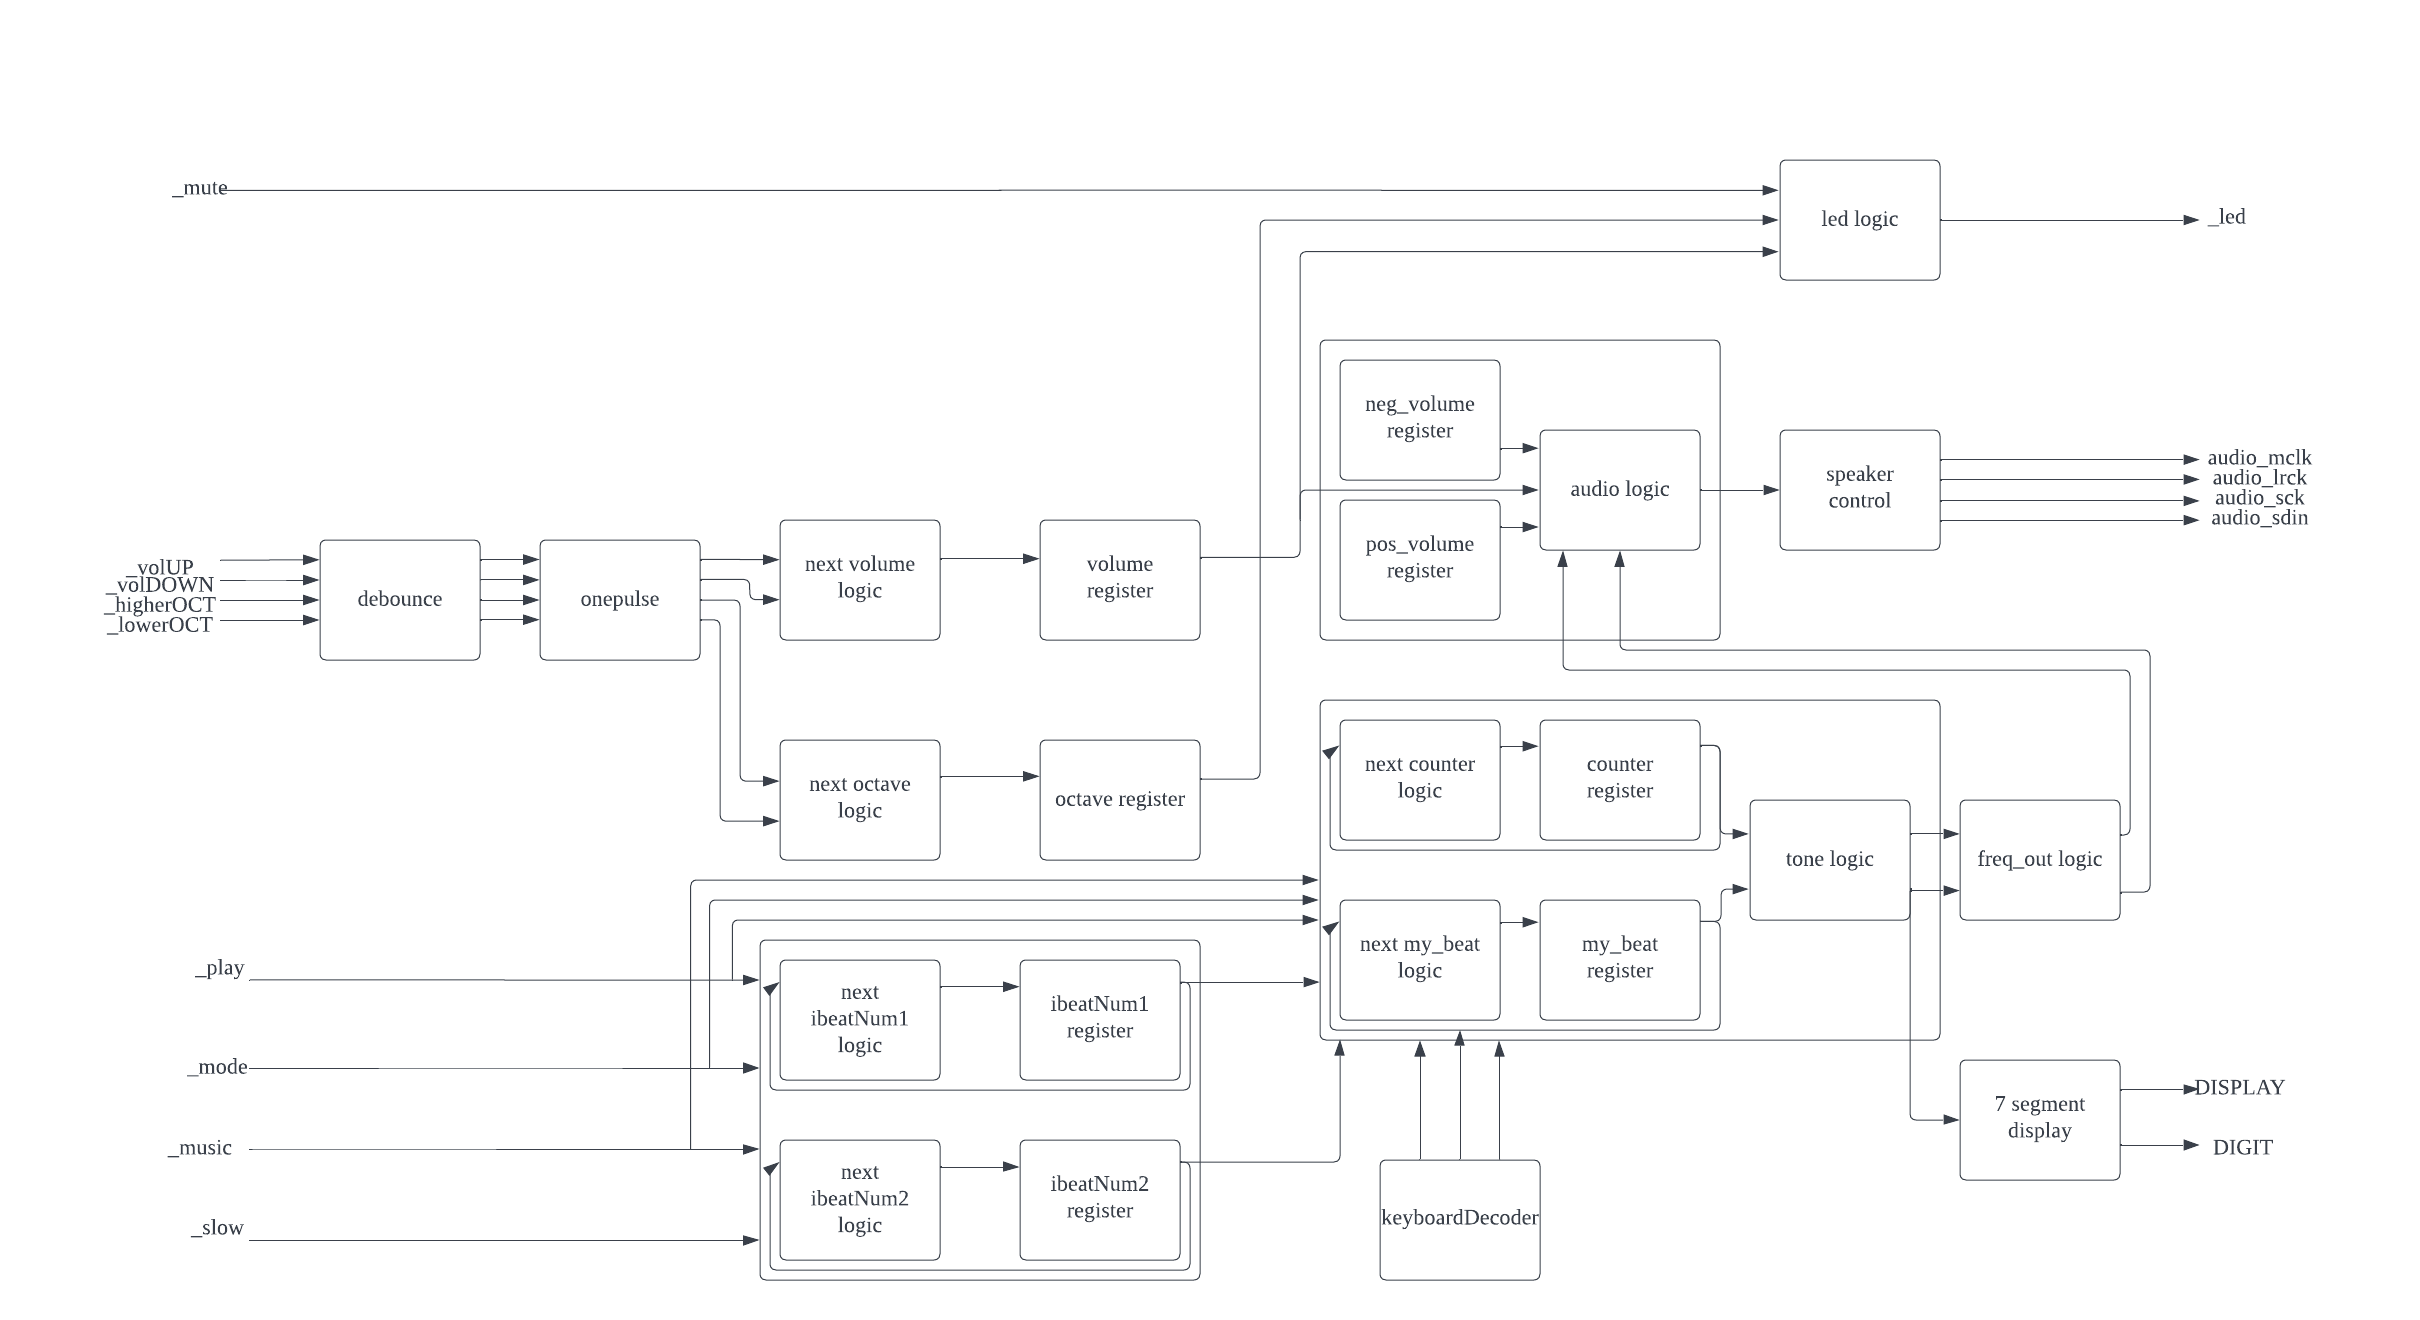 _mute
led logic
_led
neg_volume
register
audio logic
pos_volume
register
speaker
control
audio_mclk
audio_lrck
audio_sck
audio_sdin
_volUP
_volDOWN
_higherOCT
_lowerOCT
debounce
onepulse
next volume
logic
volume
register
next octave
logic
octave register
next counter
logic
counter
register
tone logic
freq_out logic
next my_beat
logic
my_beat
register
_play
_mode
_music
_slow
next
ibeatNum1
logic
ibeatNum1
register
next
ibeatNum2
logic
ibeatNum2
register
keyboardDecoder
7 segment
display
DISPLAY
DIGIT